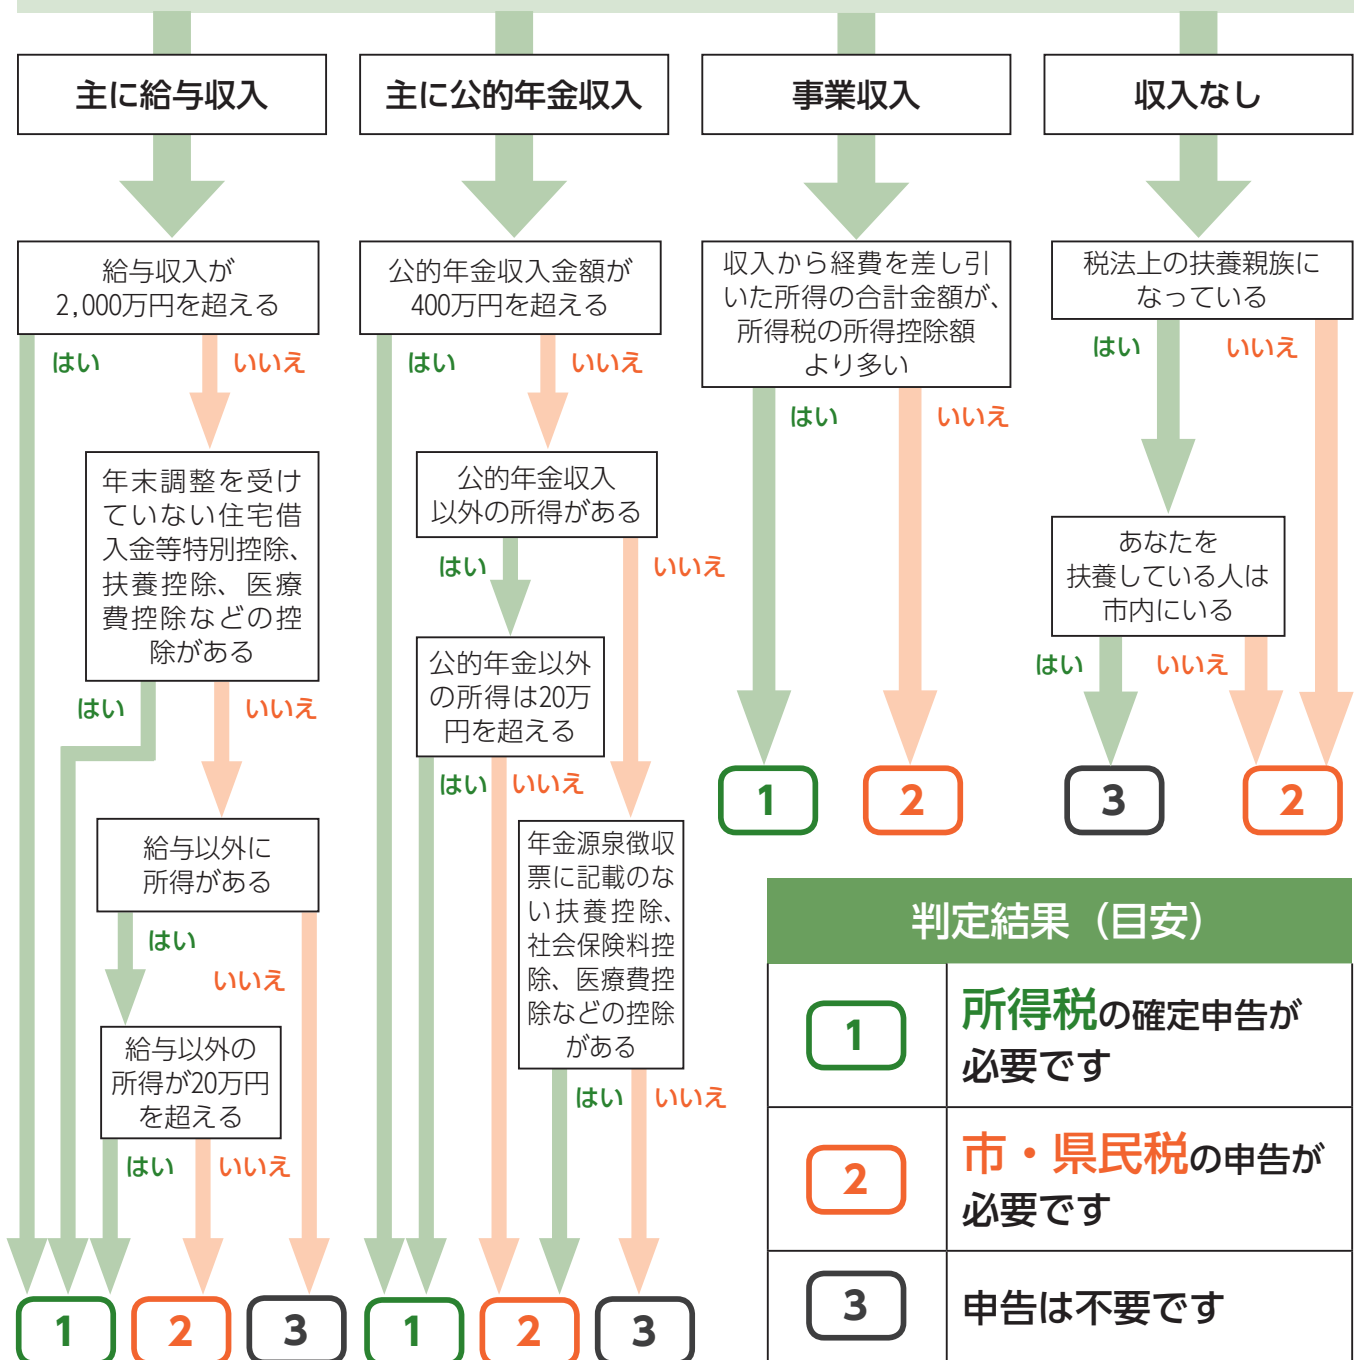 主に給与収入
主に公的年金収入
事業収入
収入なし
給与収入が
2,000万円を超える
はい
いいえ
年末調整を受け
ていない住宅借
入金等特別控除、
扶養控除、医療
費控除などの控
除がある
はい
いいえ
給与以外に
所得がある
はい
いいえ
給与以外の
所得が20万円
を超える
はい
いいえ
1
2
3
公的年金収入金額が
400万円を超える
はい
いいえ
公的年金収入
以外の所得がある
はい
いいえ
公的年金以外
の所得は20万
円を超える
はい
いいえ
年金源泉徴収
票に記載のな
い扶養控除、
社会保険料控
除、医療費控
除などの控除
がある
はい
いいえ
1
2
3
収入から経費を差し引
いた所得の合計金額が、
所得税の所得控除額
より多い
はい
いいえ
1
2
税法上の扶養親族に
なっている
はい
いいえ
あなたを
扶養している人は
市内にいる
はい
いいえ
3
2
判定結果（目安）
1
所得税の確定申告が
必要です
2
市・県民税の申告が
必要です
3
申告は不要です